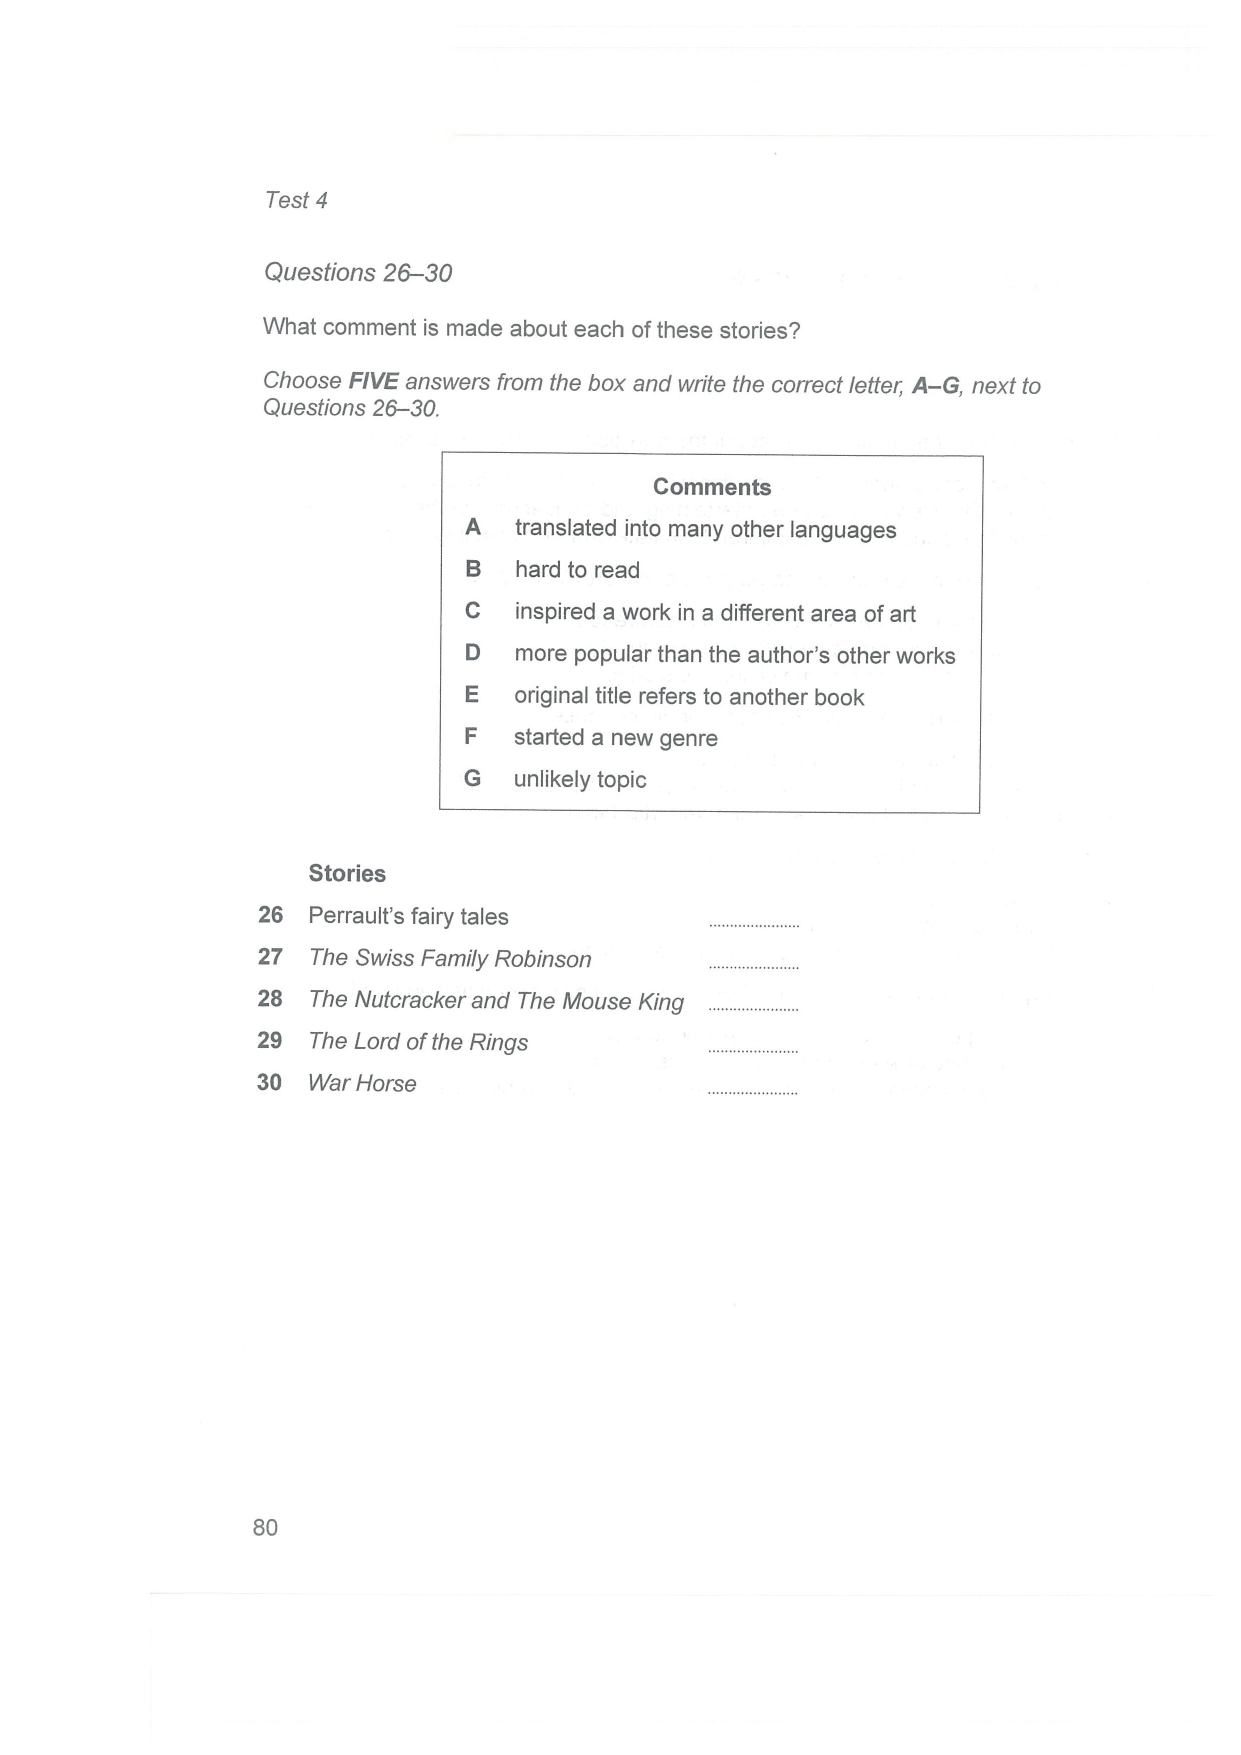 Test 4
Questions 26–30
What comment is made about each of these stories?
Choose FIVE answers from the box and write the correct letter, A–G, next to
Questions 26–30.
Comments
A translated into many other languages
B hard to read
C inspired a work in a different area of art
D more popular than the author's other works
E original title refers to another book
F started a new genre
G unlikely topic
Stories
26 Perrault's fairy tales ......................
27 The Swiss Family Robinson ......................
28 The Nutcracker and The Mouse King ......................
29 The Lord of the Rings ......................
30 War Horse ......................
80